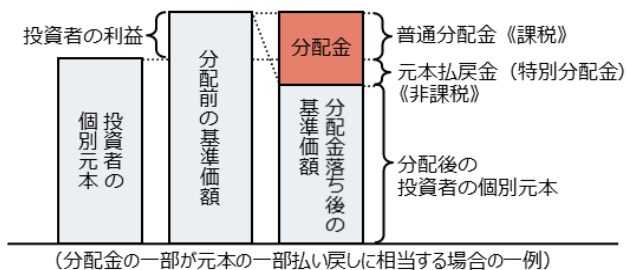 投資者の利益
投資者の
個別元本
分配前の基準価額
分配金
分配金落ち後の
基準価額
普通分配金《課税》
元本払戻金（特別分配金）
《非課税》
分配後の
投資者の個別元本
（分配金の一部が元本の一部払い戻しに相当する場合の一例）